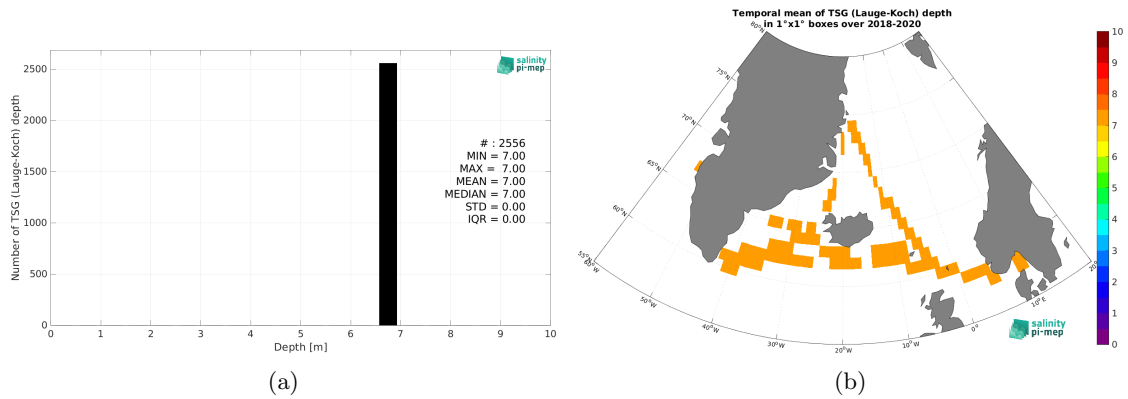 2500
2000
1500
1000
500
0
Number of TSG (Lauge-Koch) depth
salinity
pi-mep
# : 2556
MIN = 7.00
MAX = 7.00
MEAN = 7.00
MEDIAN = 7.00
STD = 0.00
IQR = 0.00
0 1 2 3 4 5 6 7 8 9 10
Depth [m]
(a)
Temporal mean of TSG (Lauge-Koch) depth
in 1°x1° boxes over 2018-2020
80°N
75°N
70°N
65°N
60°N
55°N
60°W
50°W
40°W
30°W
20°W
10°W
0°
10°E
salinity
pi-mep
10
9
8
7
6
5
4
3
2
1
0
(b)